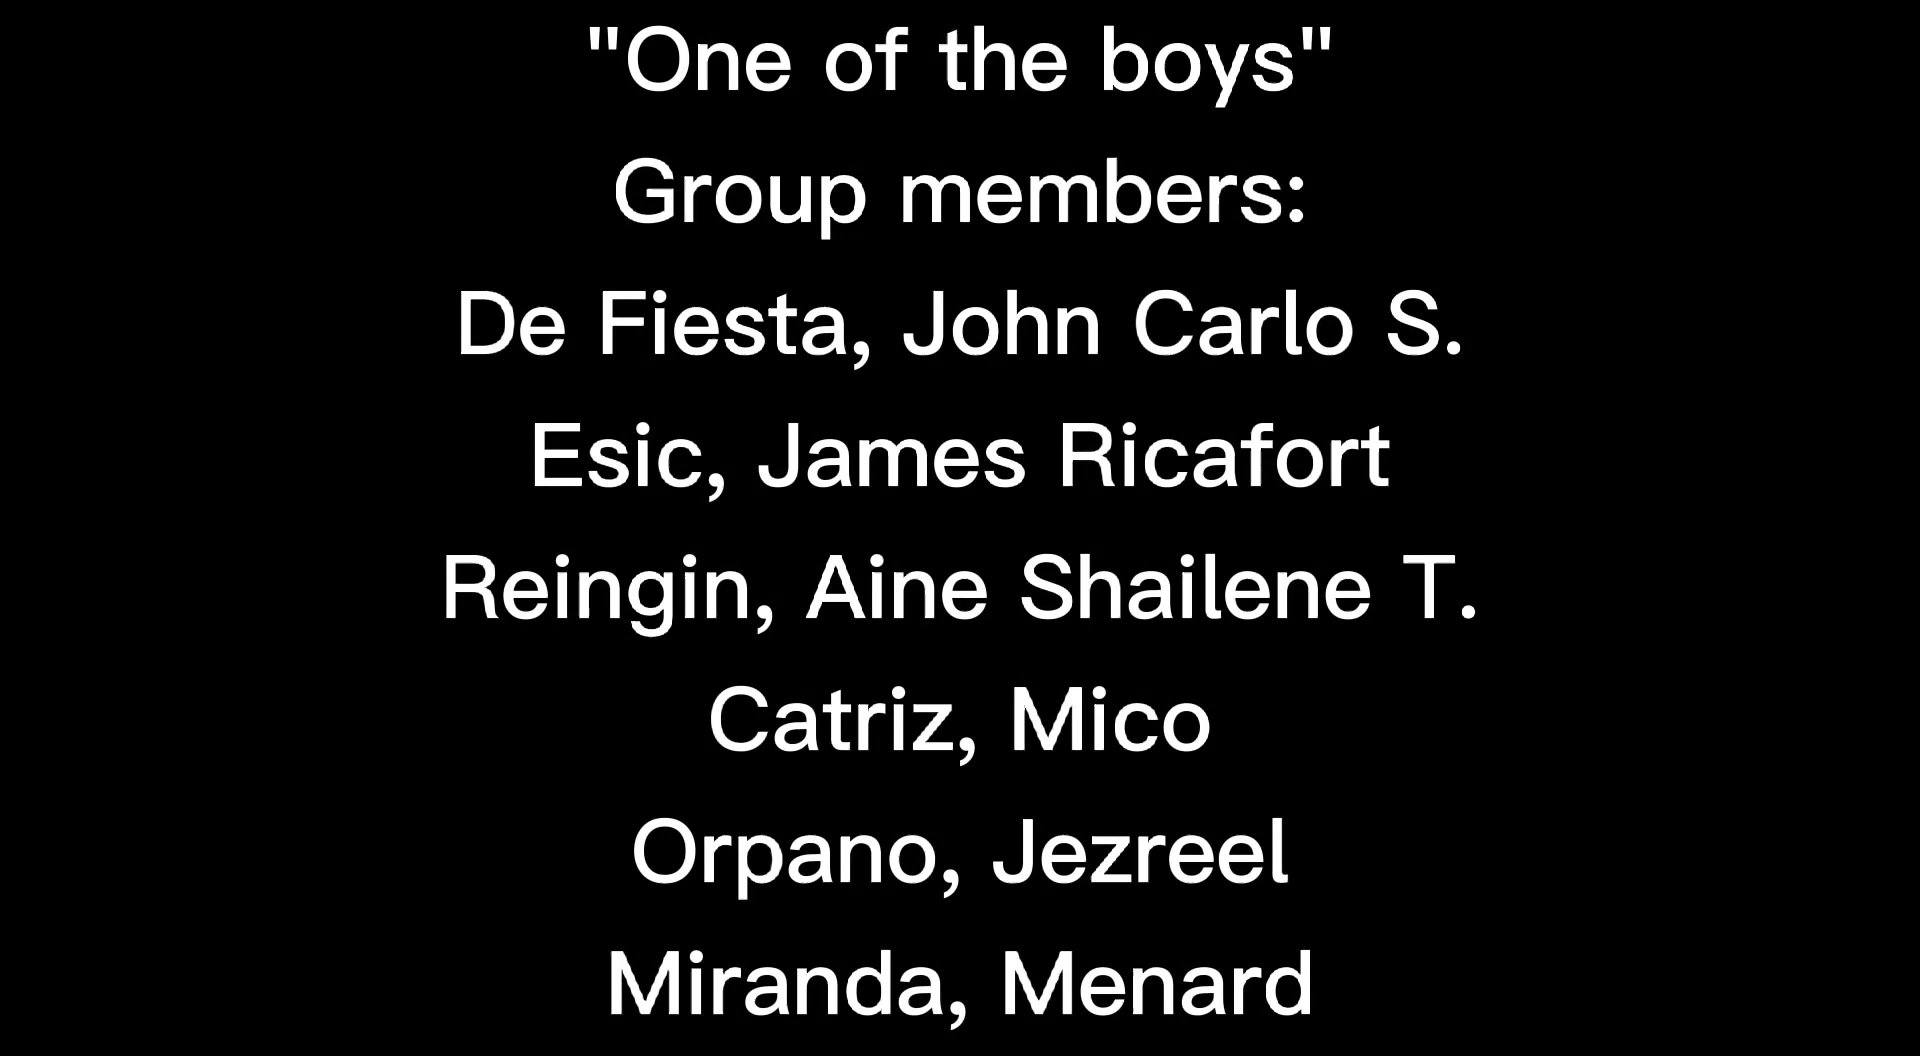 "One of the boys"
Group members:
De Fiesta, John Carlo S.
Esic, James Ricafort
Reingin, Aine Shailene T.
Catriz, Mico
Orpano, Jezreel
Miranda, Menard